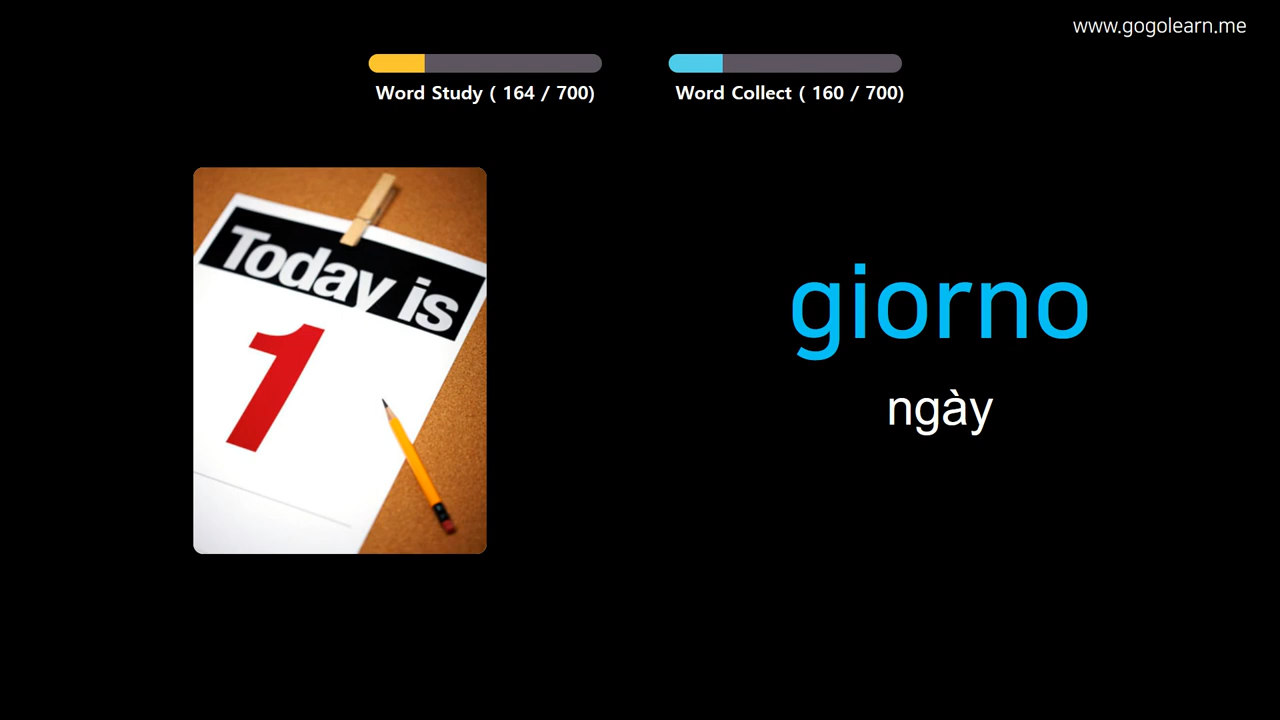 www.gogolearn.me
Word Study ( 164 / 700)
Word Collect ( 160 / 700)
Today is
1
giorno
ngày